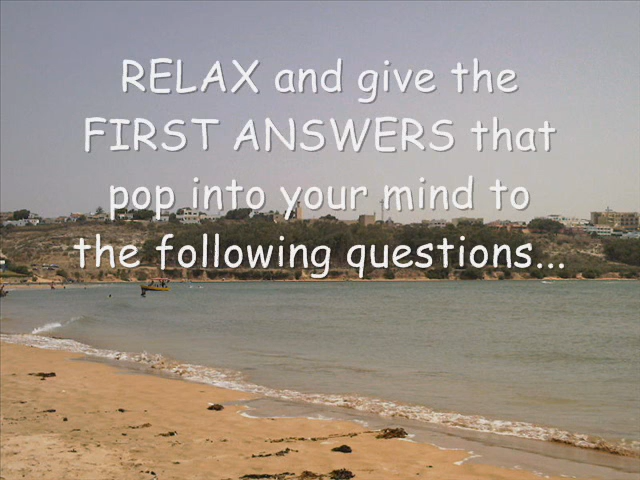 RELAX and give the
FIRST ANSWERS that
pop into your mind to
the following questions...